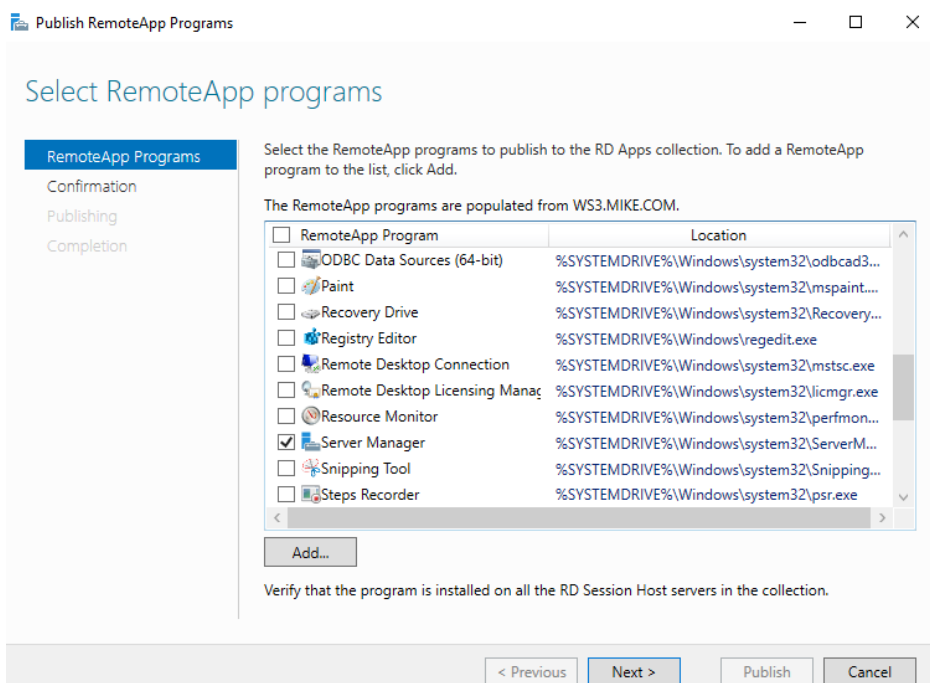 Publish RemoteApp Programs
Select RemoteApp programs
RemoteApp Programs
Confirmation
Publishing
Completion
Select the RemoteApp programs to publish to the RD Apps collection. To add a RemoteApp
program to the list, click Add.
The RemoteApp programs are populated from WS3.MIKE.COM.
RemoteApp Program Location
ODBC Data Sources (64-bit) %SYSTEMDRIVE%\Windows\system32\odbcad3...
Paint %SYSTEMDRIVE%\Windows\system32\mspaint....
Recovery Drive %SYSTEMDRIVE%\Windows\system32\Recovery...
Registry Editor %SYSTEMDRIVE%\Windows\regedit.exe
Remote Desktop Connection %SYSTEMDRIVE%\Windows\system32\mstsc.exe
Remote Desktop Licensing Manag %SYSTEMDRIVE%\Windows\system32\licmgr.exe
Resource Monitor %SYSTEMDRIVE%\Windows\system32\perfmon...
Server Manager %SYSTEMDRIVE%\Windows\system32\ServerM...
Snipping Tool %SYSTEMDRIVE%\Windows\system32\Snipping...
Steps Recorder %SYSTEMDRIVE%\Windows\system32\psr.exe
Add...
Verify that the program is installed on all the RD Session Host servers in the collection.
< Previous Next > Publish Cancel